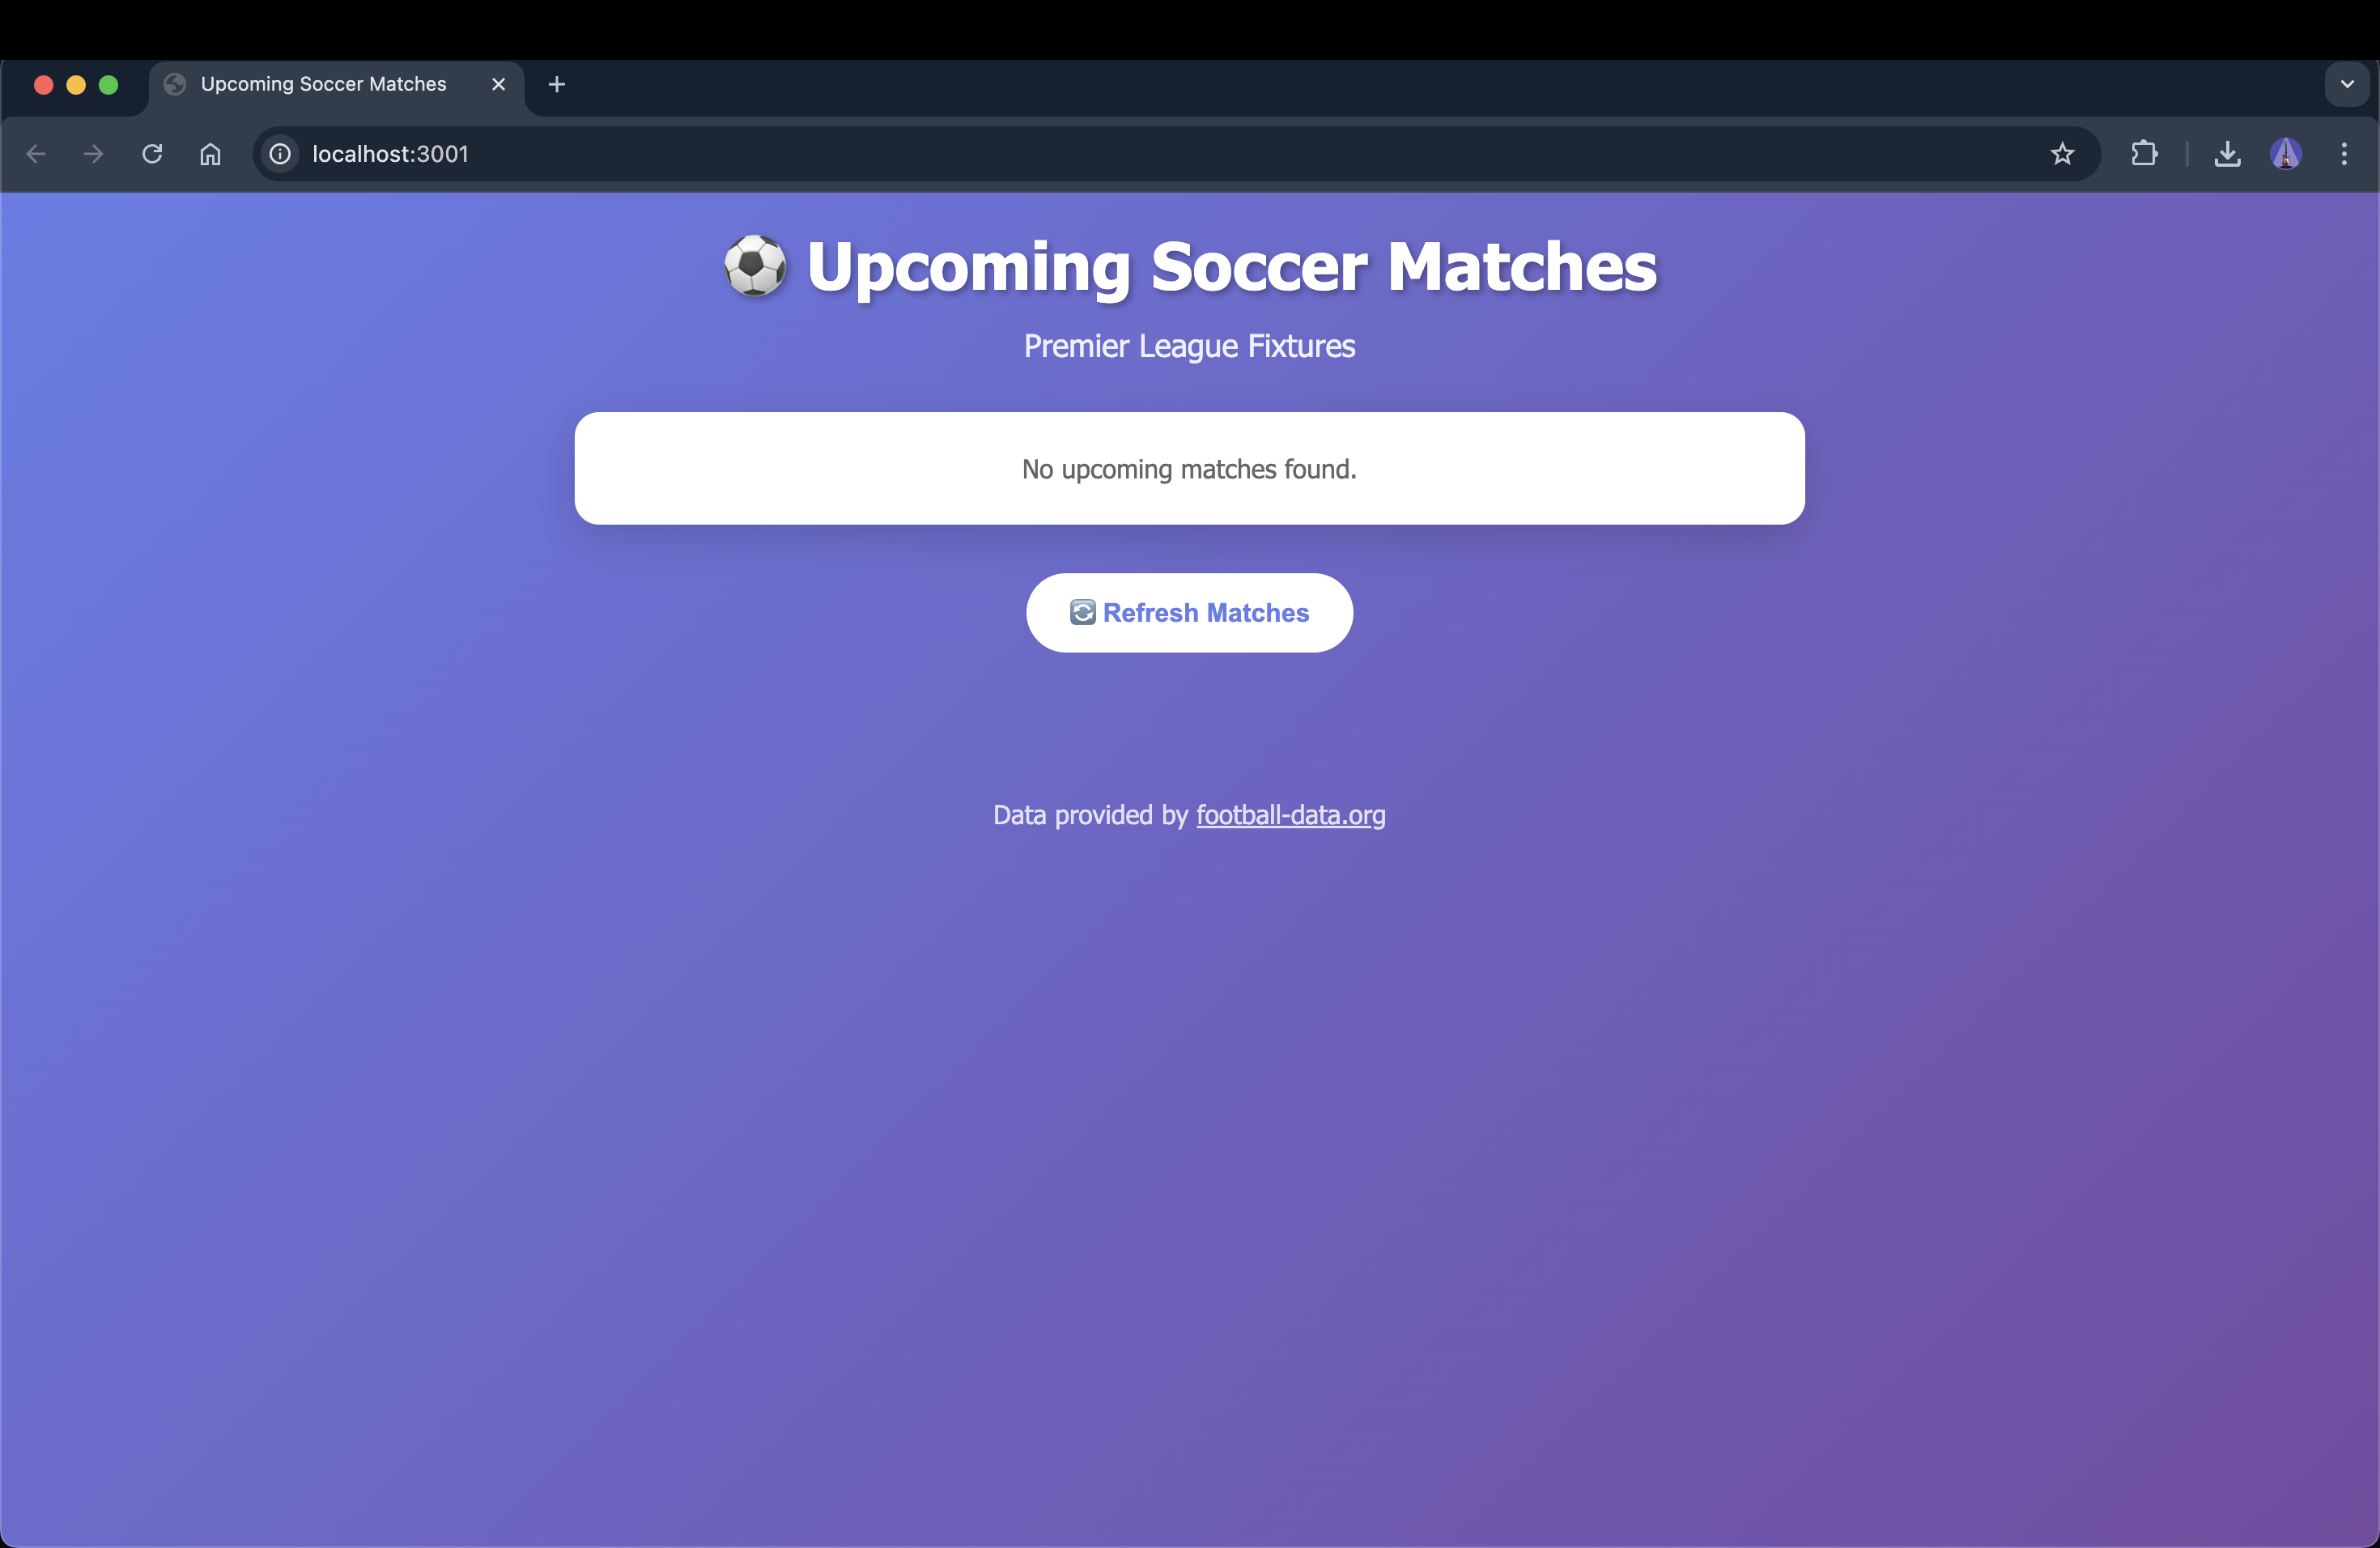 Upcoming Soccer Matches
localhost:3001
Upcoming Soccer Matches
Premier League Fixtures
No upcoming matches found.
Refresh Matches
Data provided by football-data.org